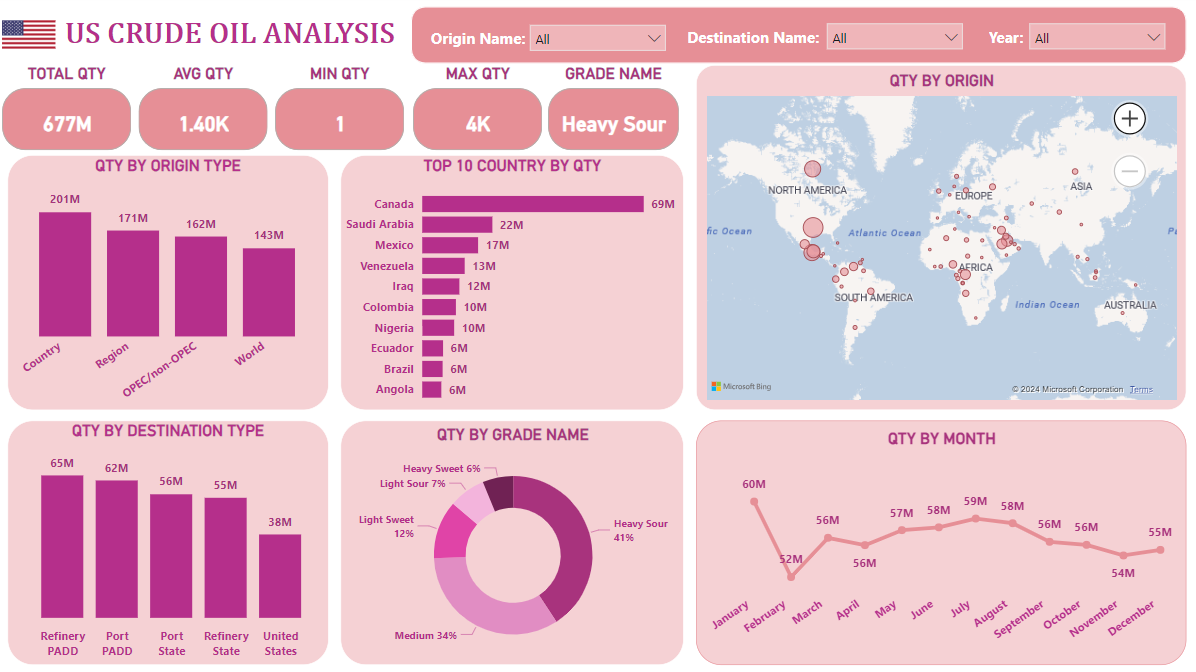 US CRUDE OIL ANALYSIS
Origin Name: All
Destination Name: All
Year: All
TOTAL QTY
677M
AVG QTY
1.40K
MIN QTY
1
MAX QTY
4K
GRADE NAME
Heavy Sour
QTY BY ORIGIN TYPE
201M
171M
162M
143M
Country
Region
OPEC/non-OPEC
World
TOP 10 COUNTRY BY QTY
Canada 69M
Saudi Arabia 22M
Mexico 17M
Venezuela 13M
Iraq 12M
Colombia 10M
Nigeria 10M
Ecuador 6M
Brazil 6M
Angola 6M
QTY BY ORIGIN
NORTH AMERICA
EUROPE
ASIA
fic Ocean
Atlantic Ocean
P
AFRICA
SOUTH AMERICA
Indian Ocean
AUSTRALIA
Microsoft Bing
© 2024 Microsoft Corporation Terms
QTY BY DESTINATION TYPE
65M
62M
56M
55M
38M
Refinery
PADD
Port
PADD
Port
State
Refinery
State
United
States
QTY BY GRADE NAME
Heavy Sweet 6%
Light Sour 7%
Light Sweet
12%
Heavy Sour
41%
Medium 34%
QTY BY MONTH
60M
52M
56M
56M
57M
58M
59M
58M
56M
56M
54M
55M
January
February
March
April
May
June
July
August
September
October
November
December